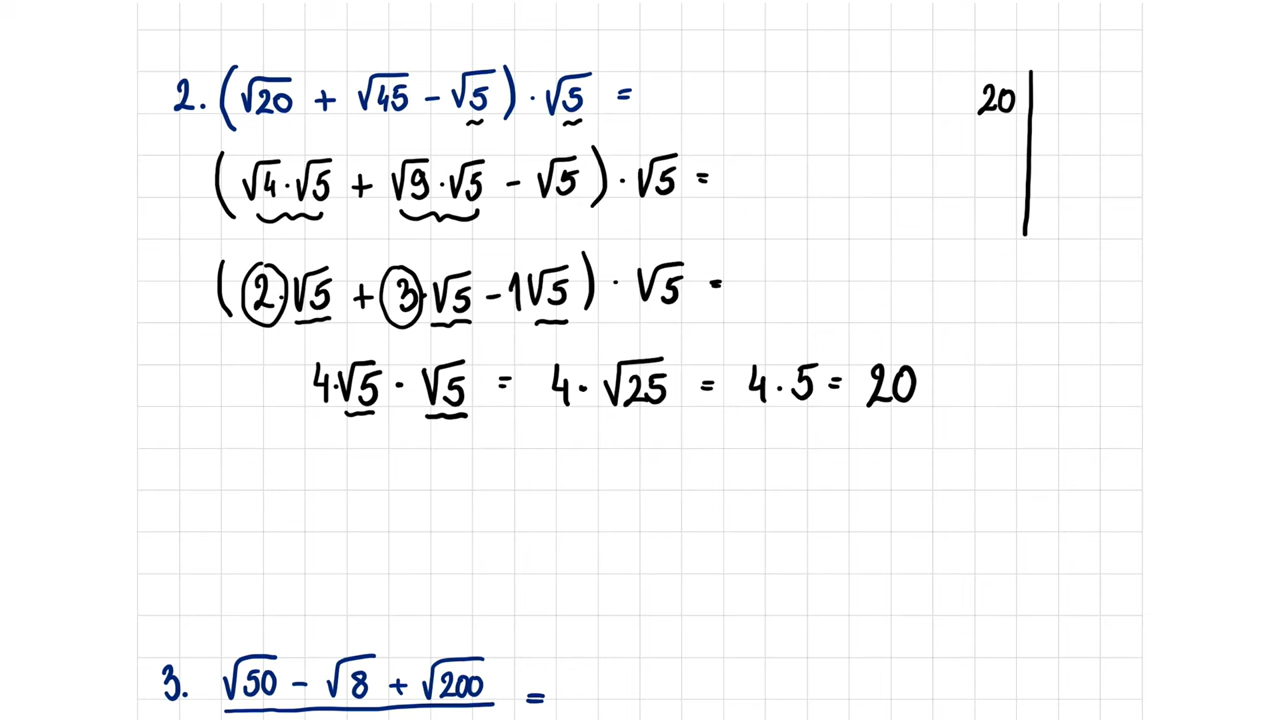 2. (√20 + √45 - √5) · √5 =
20
(√4 · √5 + √9 · √5 - √5) · √5 =
(2 · √5 + 3 · √5 - 1√5) · √5 =
4 · √5 · √5 = 4 · √25 = 4 · 5 = 20
3. √50 - √8 + √200 =